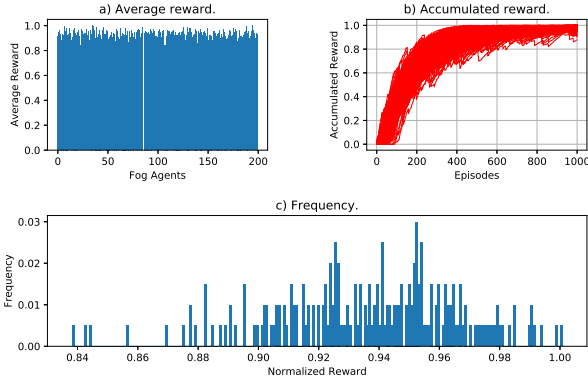 a) Average reward.
1.0
0.8
0.6
0.4
0.2
0.0
Average Reward
0 50 100 150 200
Fog Agents
b) Accumulated reward.
1.0
0.8
0.6
0.4
0.2
0.0
Accumulated Reward
0 200 400 600 800 1000
Episodes
c) Frequency.
0.03
0.02
0.01
0.00
Frequency
0.84 0.86 0.88 0.90 0.92 0.94 0.96 0.98 1.00
Normalized Reward